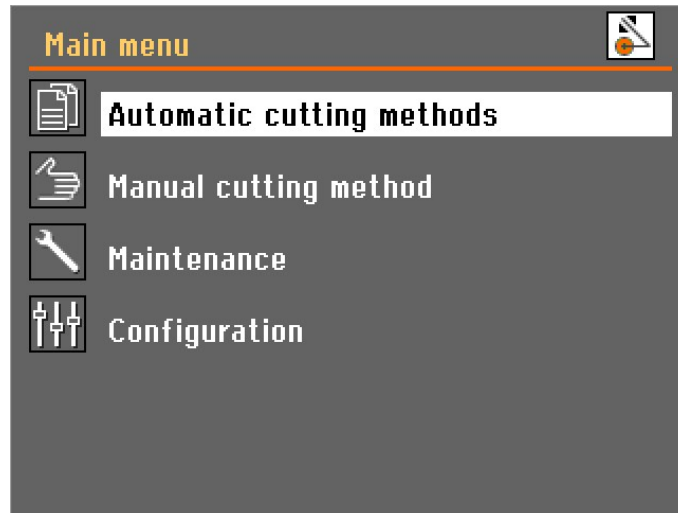 Main menu
Automatic cutting methods
Manual cutting method
Maintenance
Configuration